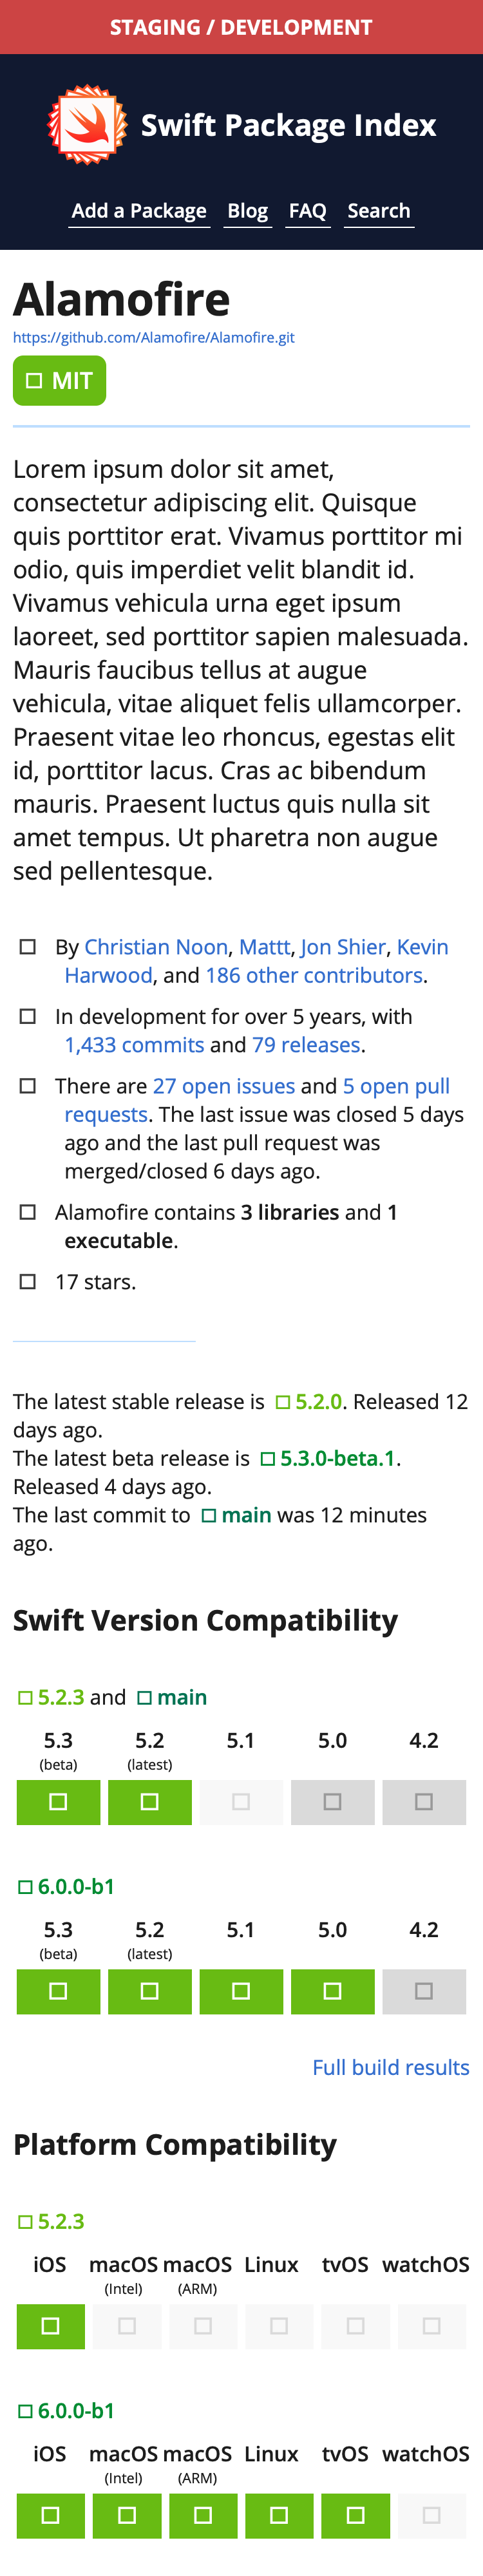 STAGING / DEVELOPMENT
Swift Package Index
Add a Package Blog FAQ Search
Alamofire
https://github.com/Alamofire/Alamofire.git
MIT
Lorem ipsum dolor sit amet,
consectetur adipiscing elit. Quisque
quis porttitor erat. Vivamus porttitor mi
odio, quis imperdiet velit blandit id.
Vivamus vehicula urna eget ipsum
laoreet, sed porttitor sapien malesuada.
Mauris faucibus tellus at augue
vehicula, vitae aliquet felis ullamcorper.
Praesent vitae leo rhoncus, egestas elit
id, porttitor lacus. Cras ac bibendum
mauris. Praesent luctus quis nulla sit
amet tempus. Ut pharetra non augue
sed pellentesque.
By Christian Noon, Mattt, Jon Shier, Kevin
Harwood, and 186 other contributors.
In development for over 5 years, with
1,433 commits and 79 releases.
There are 27 open issues and 5 open pull
requests. The last issue was closed 5 days
ago and the last pull request was
merged/closed 6 days ago.
Alamofire contains 3 libraries and 1
executable.
17 stars.
The latest stable release is 5.2.0. Released 12
days ago.
The latest beta release is 5.3.0-beta.1.
Released 4 days ago.
The last commit to main was 12 minutes
ago.
Swift Version Compatibility
5.2.3 and main
5.3 5.2 5.1 5.0 4.2
(beta) (latest)
6.0.0-b1
5.3 5.2 5.1 5.0 4.2
(beta) (latest)
Full build results
Platform Compatibility
5.2.3
iOS macOS macOS Linux tvOS watchOS
(Intel) (ARM)
6.0.0-b1
iOS macOS macOS Linux tvOS watchOS
(Intel) (ARM)